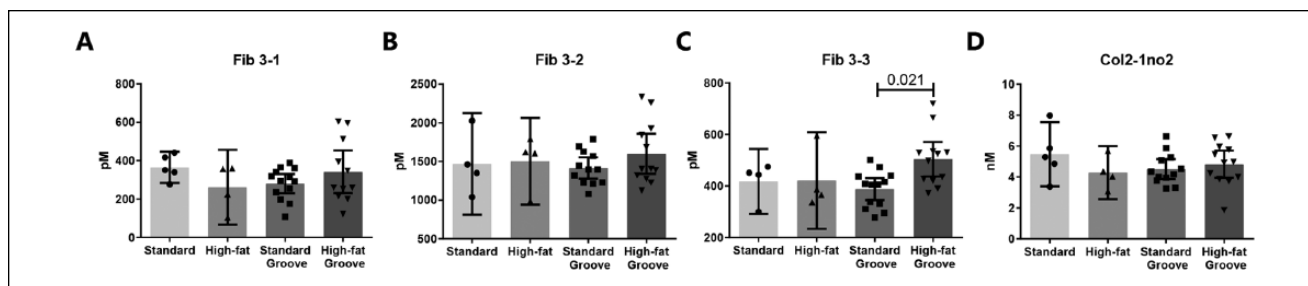 A
Fib 3-1
pM
800
600
400
200
0
Standard
High-fat
Standard
Groove
High-fat
Groove
B
Fib 3-2
pM
2500
2000
1500
1000
500
Standard
High-fat
Standard
Groove
High-fat
Groove
C
Fib 3-3
0.021
pM
800
600
400
200
Standard
High-fat
Standard
Groove
High-fat
Groove
D
Col2-1no2
nM
10
8
6
4
2
0
Standard
High-fat
Standard
Groove
High-fat
Groove